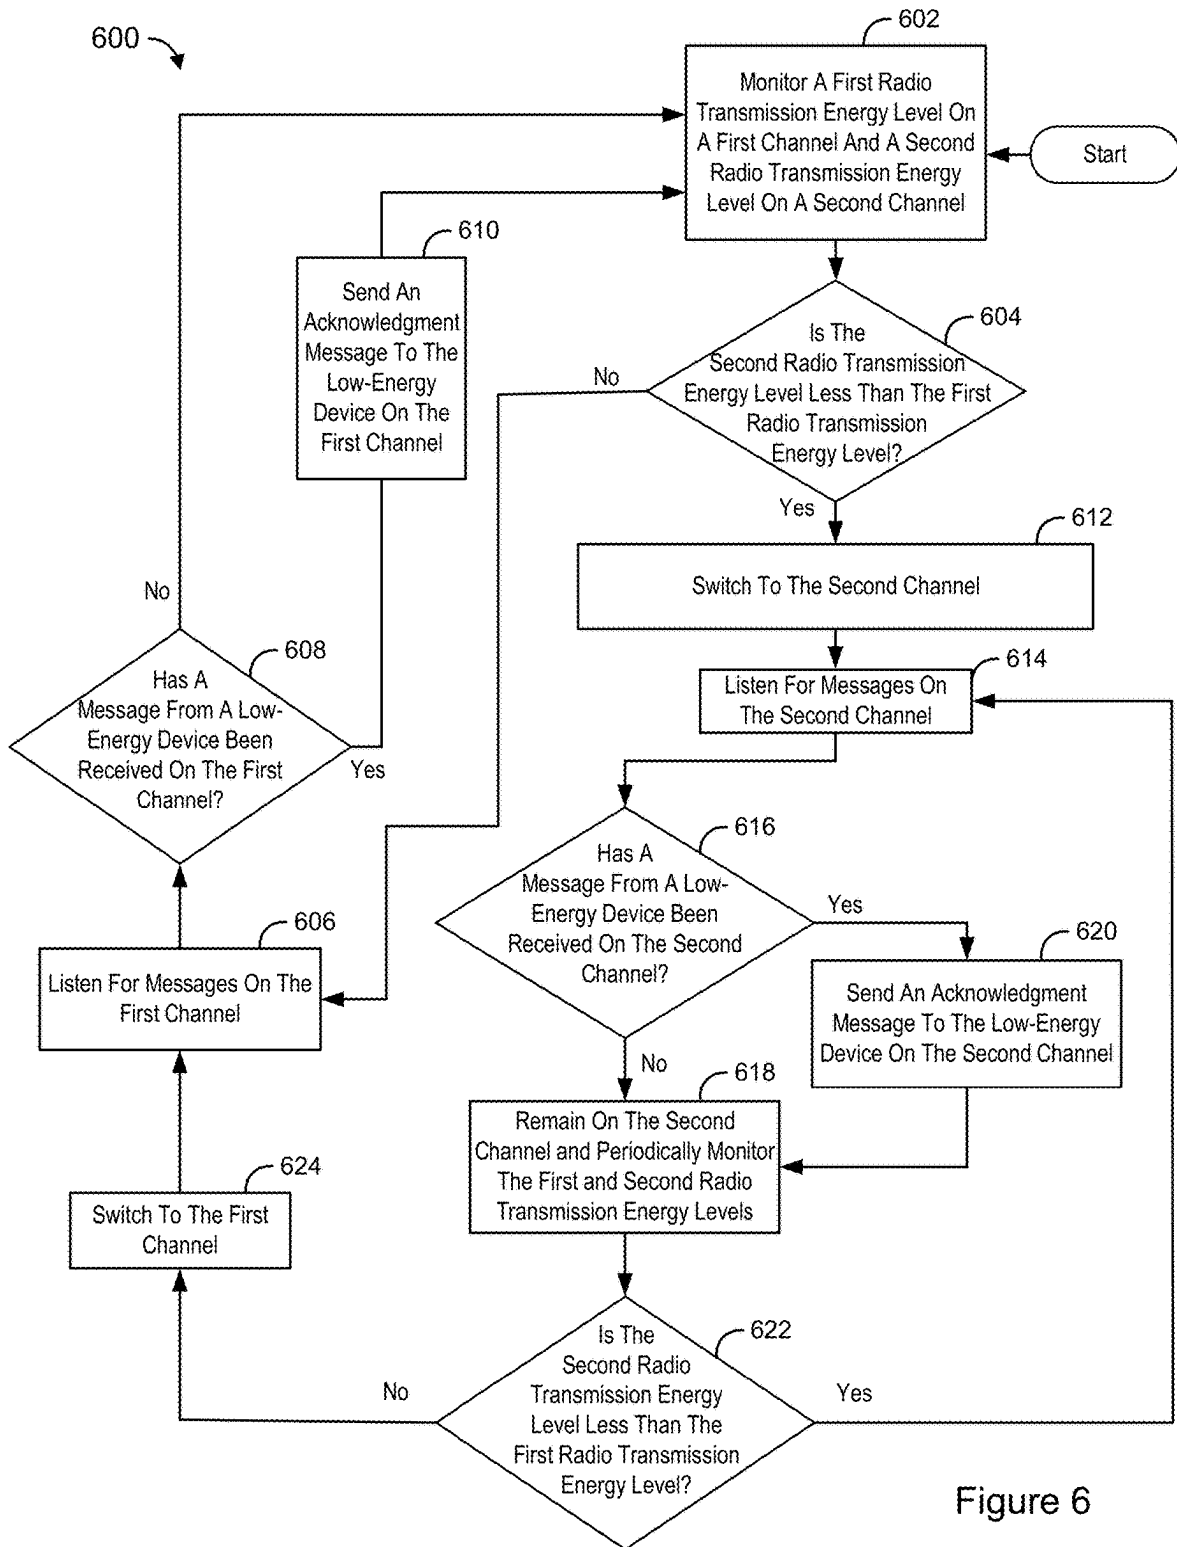 600
602
Monitor A First Radio
Transmission Energy Level On
A First Channel And A Second
Radio Transmission Energy
Level On A Second Channel
Start
610
Send An
Acknowledgment
Message To The
Low-Energy
Device On The
First Channel
604
Is The
Second Radio Transmission
Energy Level Less Than The First
Radio Transmission
Energy Level?
No
Yes
612
Switch To The Second Channel
No
608
Has A
Message From A Low-
Energy Device Been
Received On The First
Channel?
Yes
614
Listen For Messages On
The Second Channel
616
Has A
Message From A Low-
Energy Device Been
Received On The Second
Channel?
Yes
No
606
Listen For Messages On The
First Channel
620
Send An Acknowledgment
Message To The Low-Energy
Device On The Second Channel
618
Remain On The Second
Channel and Periodically Monitor
The First and Second Radio
Transmission Energy Levels
624
Switch To The First
Channel
622
Is The
Second Radio
Transmission Energy
Level Less Than The
First Radio Transmission
Energy Level?
No
Yes
Figure 6